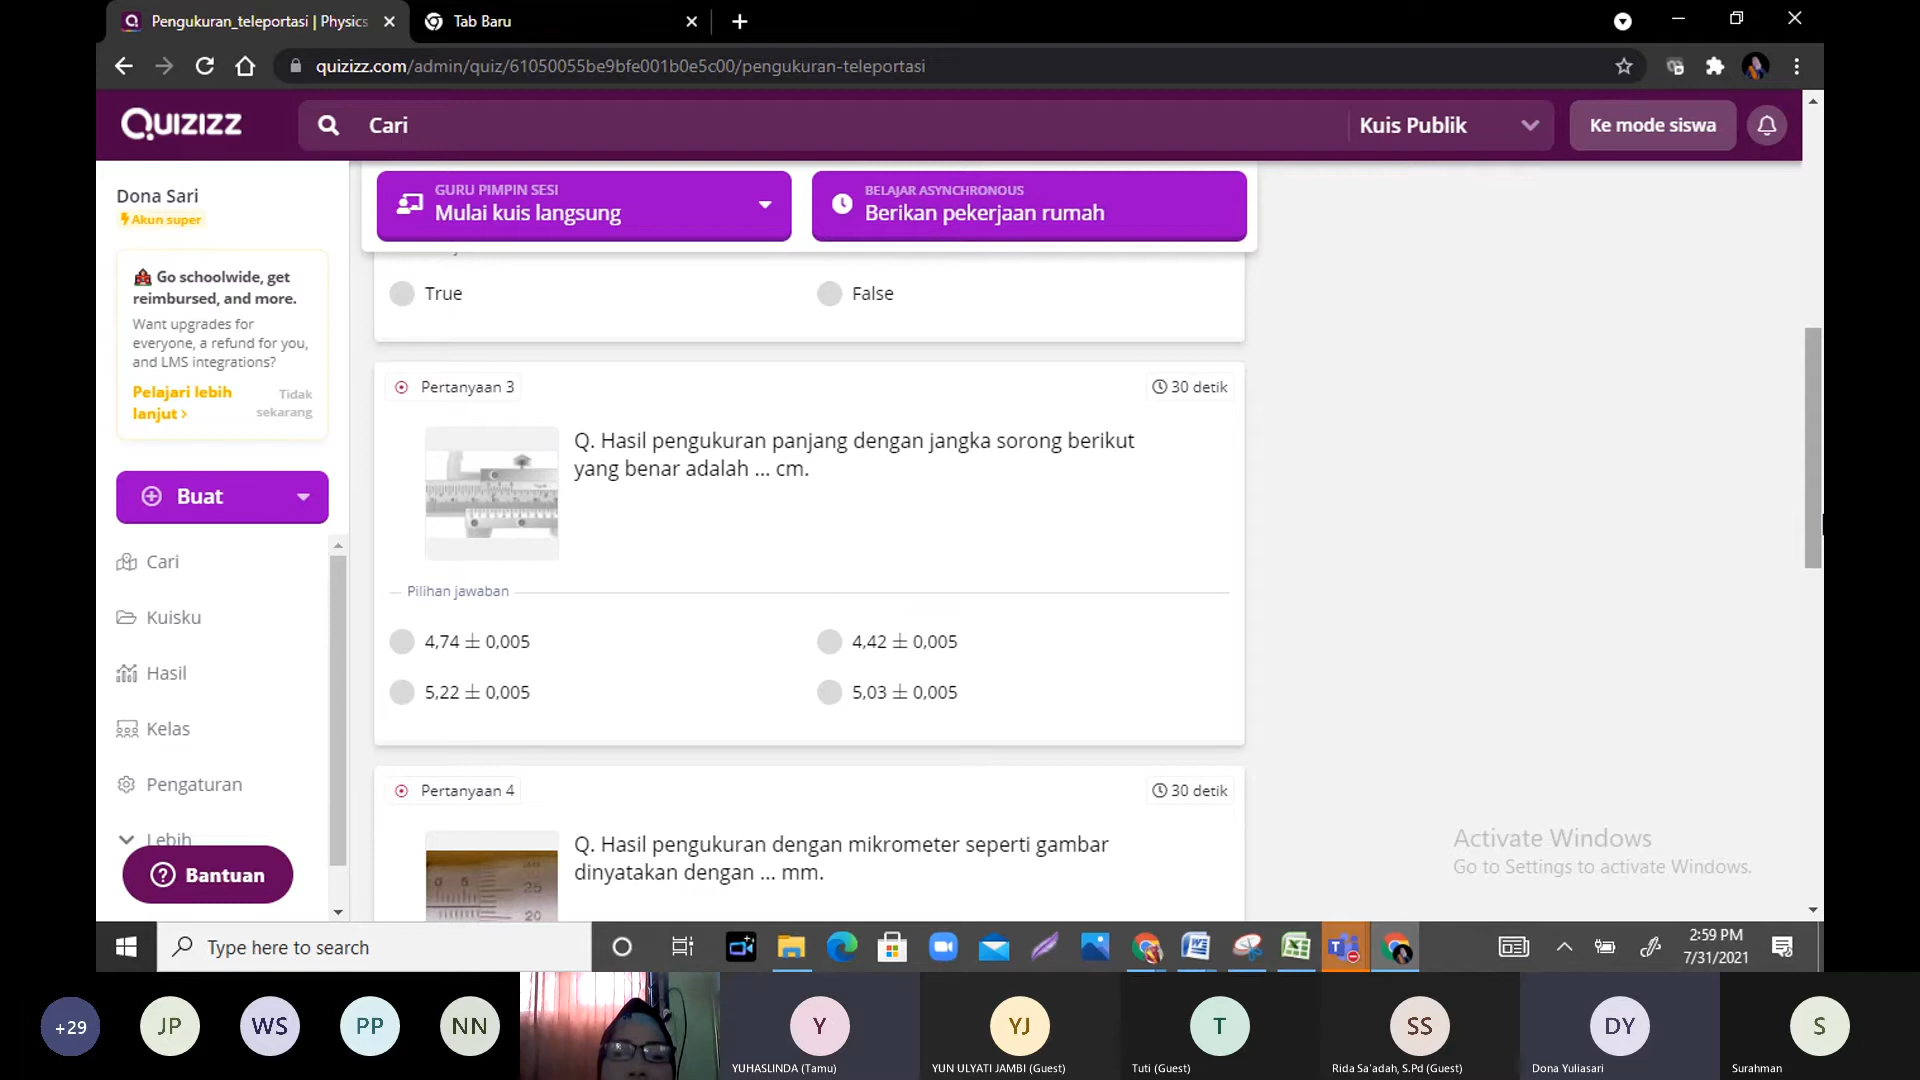 Pengukuran_teleportasi | Physics
Tab Baru
quizizz.com/admin/quiz/61050055be9bfe001b0e5c00/pengukuran-teleportasi
Quizizz
Cari
Kuis Publik
Ke mode siswa
Dona Sari
Akun super
Go schoolwide, get
reimbursed, and more.
Want upgrades for
everyone, a refund for you,
and LMS integrations?
Pelajari lebih
lanjut >
Tidak
sekarang
Buat
Cari
Kuisku
Hasil
Kelas
Pengaturan
Lebih
Bantuan
GURU PIMPIN SESI
Mulai kuis langsung
BELAJAR ASYNCHRONOUS
Berikan pekerjaan rumah
True
False
Pertanyaan 3
30 detik
Q. Hasil pengukuran panjang dengan jangka sorong berikut
yang benar adalah ... cm.
Pilihan jawaban
4,74 ± 0,005
4,42 ± 0,005
5,22 ± 0,005
5,03 ± 0,005
Pertanyaan 4
30 detik
Q. Hasil pengukuran dengan mikrometer seperti gambar
dinyatakan dengan ... mm.
0 5
25
20
Activate Windows
Go to Settings to activate Windows.
Type here to search
2:59 PM
7/31/2021
+29
JP
WS
PP
NN
Y
YUHASLINDA (Tamu)
YJ
YUN ULYATI JAMBI (Guest)
T
Tuti (Guest)
SS
Rida Sa'adah, S.Pd (Guest)
DY
Dona Yuliasari
S
Surahman